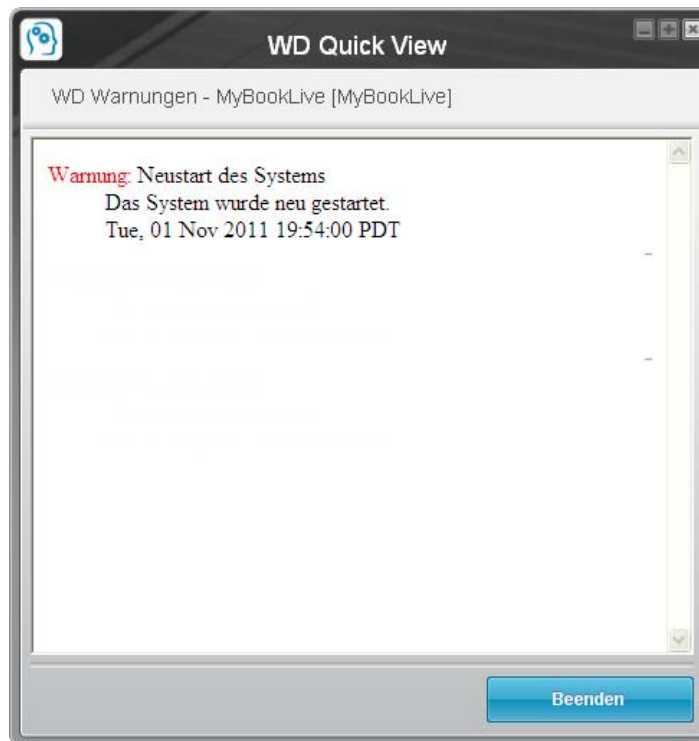 WD Quick View
WD Warnungen - MyBookLive [MyBookLive]
Warnung: Neustart des Systems
Das System wurde neu gestartet.
Tue, 01 Nov 2011 19:54:00 PDT
Beenden